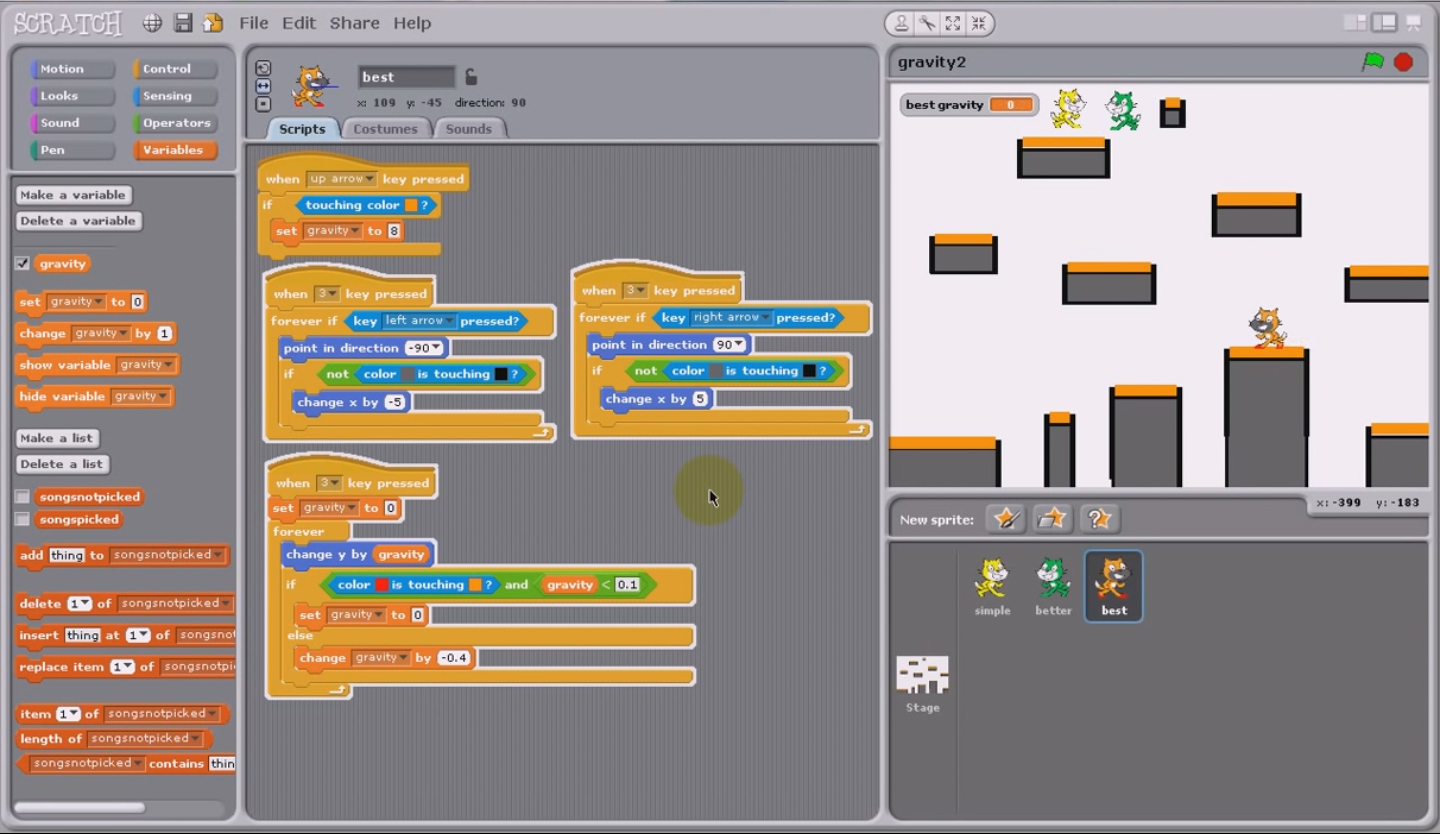 SCRATCH File Edit Share Help
Motion Control
Looks Sensing
Sound Operators
Pen Variables
Make a variable
Delete a variable
gravity
set gravity to 0
change gravity by 1
show variable gravity
hide variable gravity
Make a list
Delete a list
songsnotpicked
songspicked
add thing to songsnotpicked
delete 1 of songsnotpicked
insert thing at 1 of songsnot
replace item 1 of songsnotpi
item 1 of songsnotpicked
length of songsnotpicked
songsnotpicked contains thin
best
x: 109 y: -45 direction: 90
Scripts Costumes Sounds
when up arrow key pressed
if touching color ?
set gravity to 8
when 3 key pressed
forever if key left arrow pressed?
point in direction -90
if not color is touching ?
change x by -5
when 3 key pressed
forever if key right arrow pressed?
point in direction 90
if not color is touching ?
change x by 5
when 3 key pressed
set gravity to 0
forever
change y by gravity
if color is touching ? and gravity < 0.1
set gravity to 0
else
change gravity by -0.4
gravity2
best gravity 0
x: -399 y: -183
New sprite:
simple better best
Stage